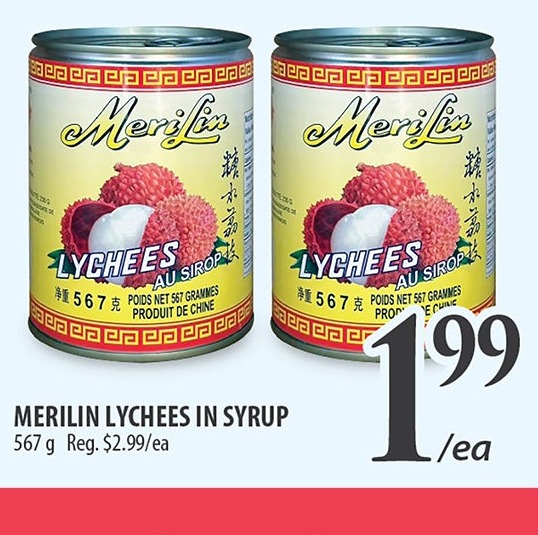 MeriLin
糖水荔枝
LYCHEES
AU SIROP
净重 567 克
POIDS NET 567 GRAMMES
PRODUIT DE CHINE
MeriLin
糖水荔枝
LYCHEES
AU SIROP
净重 567 克
POIDS NET 567 GRAMMES
PRODUIT DE CHINE
1.99
/ea
MERILIN LYCHEES IN SYRUP
567 g Reg. $2.99/ea